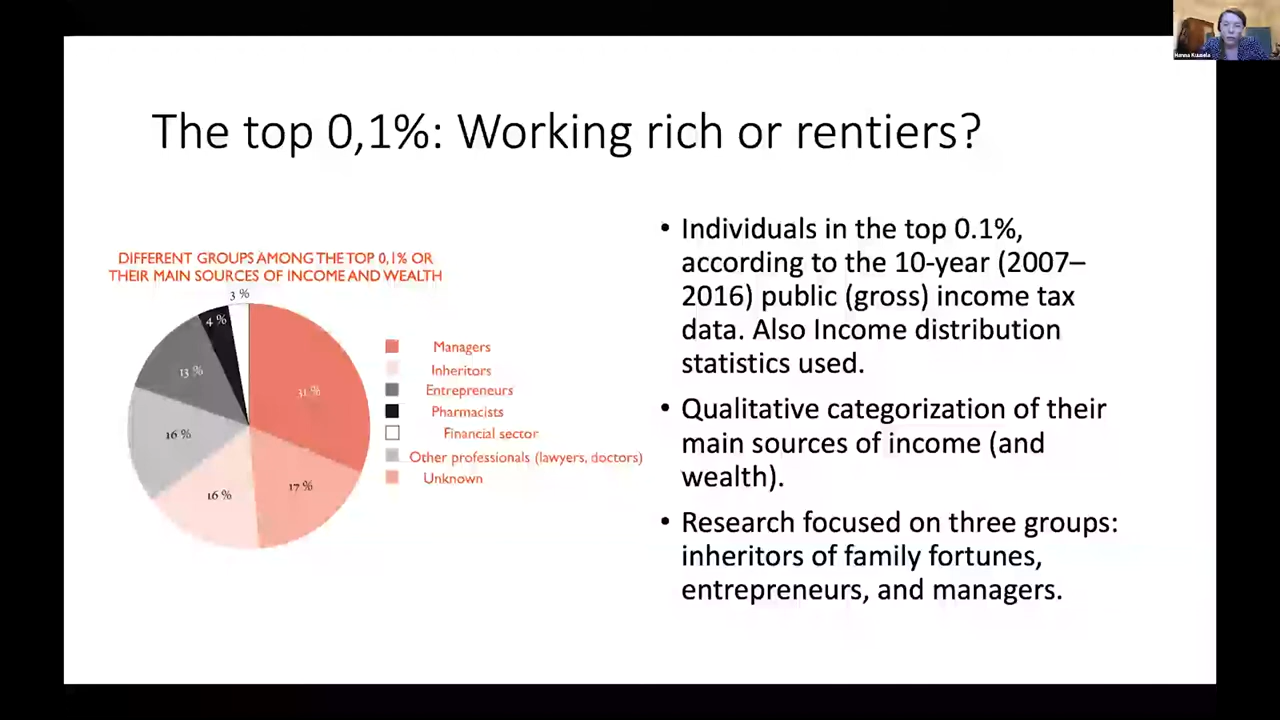 Hanna Kuusela
The top 0,1%: Working rich or rentiers?
DIFFERENT GROUPS AMONG THE TOP 0,1% OR
THEIR MAIN SOURCES OF INCOME AND WEALTH
3 %
4 %
13 %
31 %
16 %
16 %
17 %
Managers
Inheritors
Entrepreneurs
Pharmacists
Financial sector
Other professionals (lawyers, doctors)
Unknown
• Individuals in the top 0.1%,
according to the 10-year (2007–
2016) public (gross) income tax
data. Also Income distribution
statistics used.
• Qualitative categorization of their
main sources of income (and
wealth).
• Research focused on three groups:
inheritors of family fortunes,
entrepreneurs, and managers.